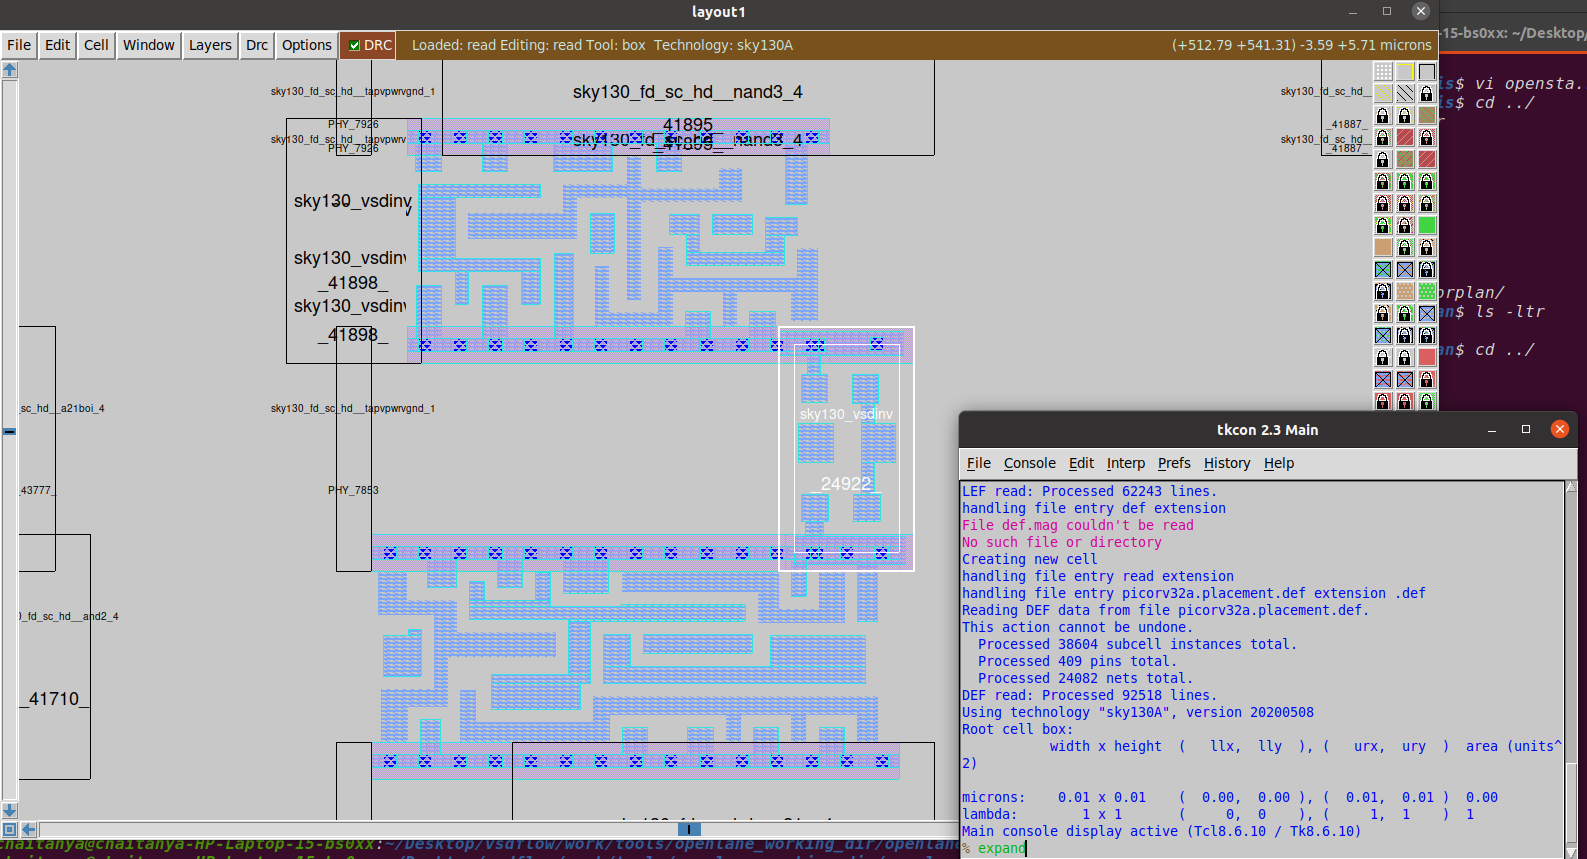 layout1
File Edit Cell Window Layers Drc Options DRC Loaded: read Editing: read Tool: box Technology: sky130A (+512.79 +541.31) -3.59 +5.71 microns
-15-bs0xx: ~/Desktop/
is$ vi opensta.
is$ cd ../
r
orplan/
an$ ls -ltr
an$ cd ../
sky130_fd_sc_hd__tapvpwrvgnd_1
sky130_fd_sc_hd__nand3_4
sky130_fd_sc_hd__
PHY_7926
_41895_
_41887_
sky130_fd_sc_hd__tapvpwrv
sky130_fd_sc_hd__nand3_4
sky130_fd_sc_hd__
PHY_7926
_41887_
sky130_vsdinv
sky130_vsdinv
_41898_
sky130_vsdinv
_41898_
_sc_hd__a21boi_4
sky130_fd_sc_hd__tapvpwrvgnd_1
sky130_vsdinv
_24922_
_43777_
PHY_7853
_fd_sc_hd__and2_4
_41710_
tkcon 2.3 Main
File Console Edit Interp Prefs History Help
LEF read: Processed 62243 lines.
handling file entry def extension
File def.mag couldn't be read
No such file or directory
Creating new cell
handling file entry read extension
handling file entry picorv32a.placement.def extension .def
Reading DEF data from file picorv32a.placement.def.
This action cannot be undone.
Processed 38604 subcell instances total.
Processed 409 pins total.
Processed 24082 nets total.
DEF read: Processed 92518 lines.
Using technology "sky130A", version 20200508
Root cell box:
width x height ( llx, lly ), ( urx, ury ) area (units^
2)
microns: 0.01 x 0.01 ( 0.00, 0.00 ), ( 0.01, 0.01 ) 0.00
lambda: 1 x 1 ( 0, 0 ), ( 1, 1 ) 1
Main console display active (Tcl8.6.10 / Tk8.6.10)
% expand
chaitanya@chaitanya-HP-Laptop-15-bs0xx:~/Desktop/vsdflow/work/tools/openlane_working_dir/openlane